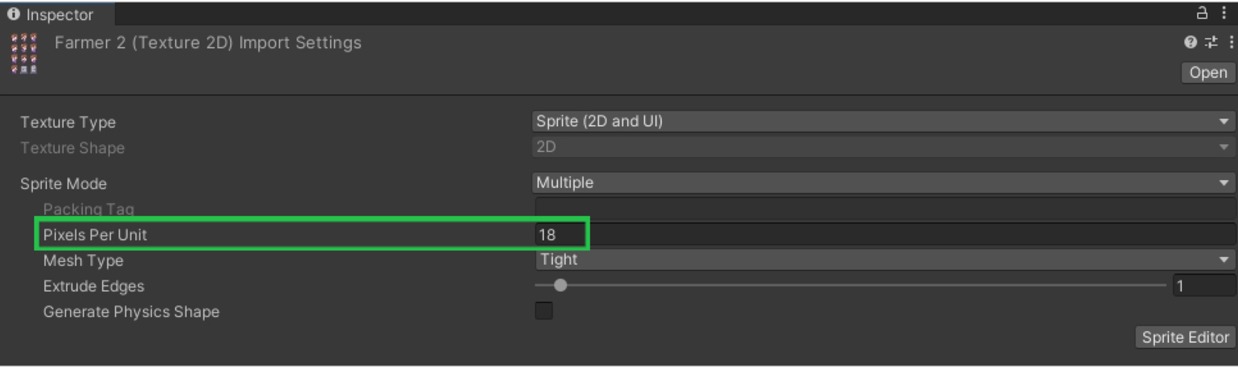 Inspector
Farmer 2 (Texture 2D) Import Settings
Open
Texture Type Sprite (2D and UI)
Texture Shape 2D
Sprite Mode Multiple
Packing Tag
Pixels Per Unit 18
Mesh Type Tight
Extrude Edges 1
Generate Physics Shape
Sprite Editor